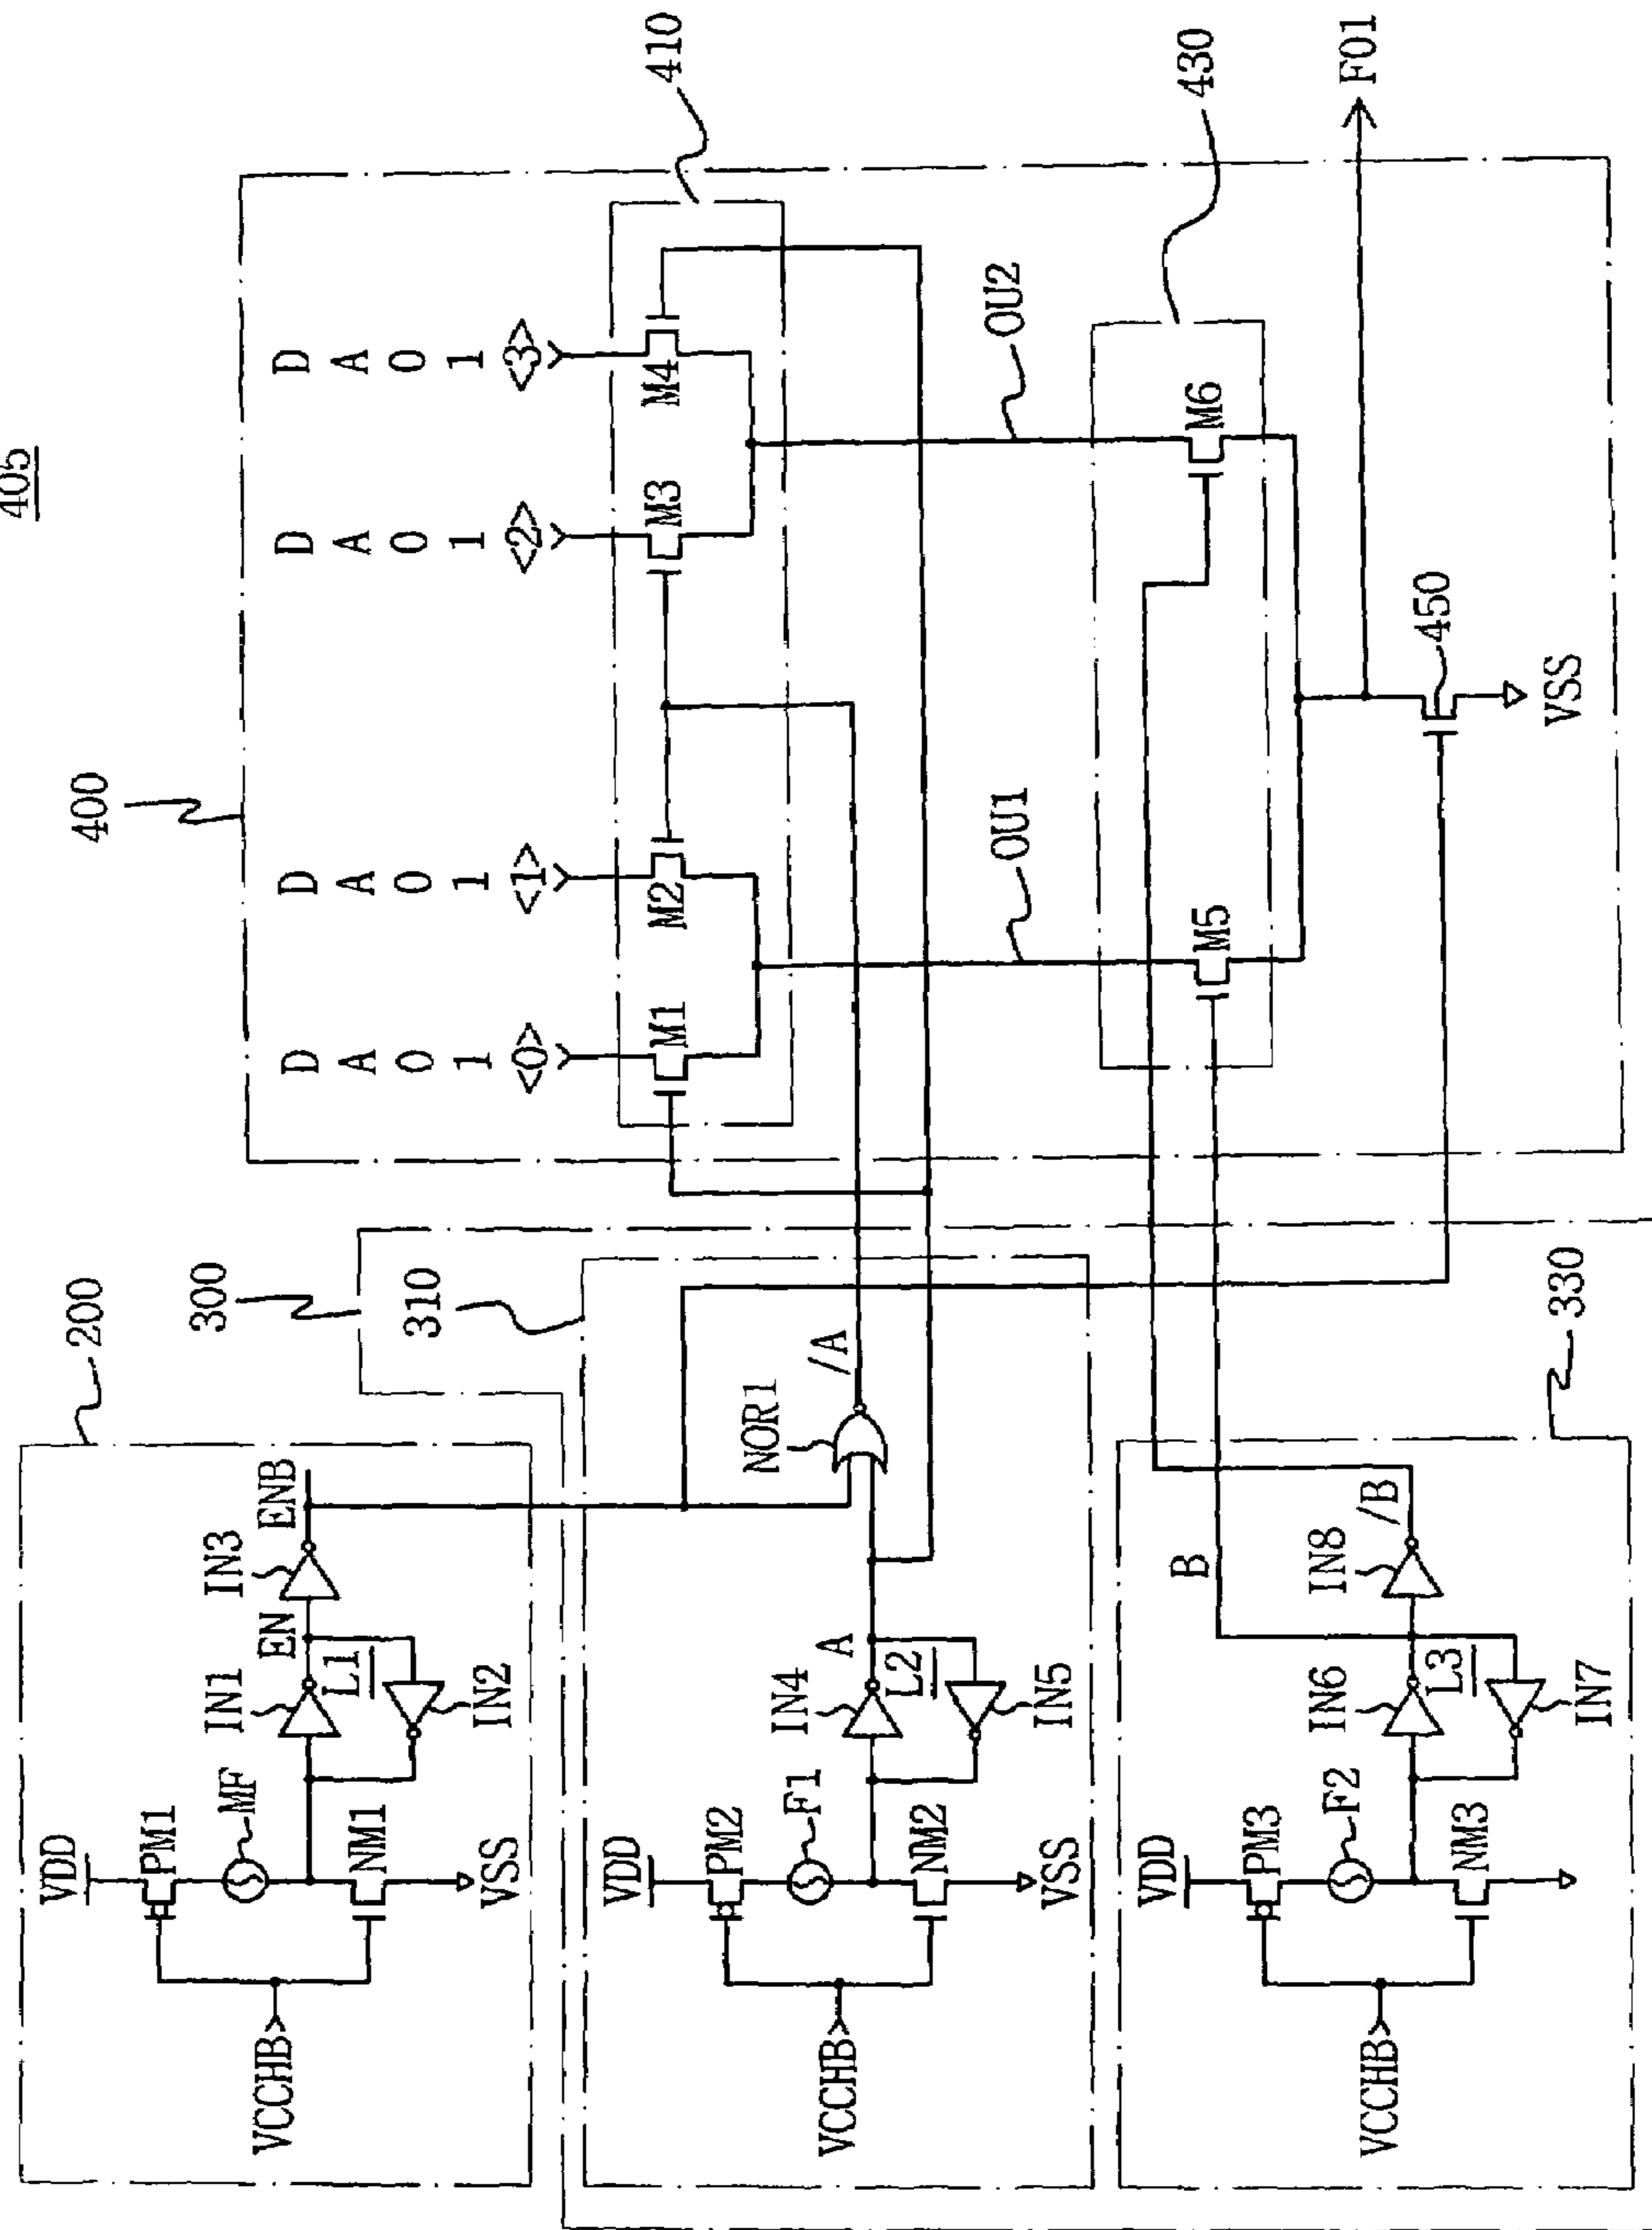 405
400
D A 0 1 <0>
D A 0 1 <1>
D A 0 1 <2>
D A 0 1 <3>
410
M1
M2
M3
M4
OU1
OU2
430
M5
M6
450
VSS
F01
200
VDD
PM1
MF
NM1
VSS
VCCHB
IN1
L1
IN2
EN
IN3
ENB
300
310
VDD
PM2
F1
NM2
VSS
VCCHB
IN4
L2
IN5
A
NOR1
/A
330
VDD
PM3
F2
NM3
VCCHB
IN6
L3
IN7
B
IN8
/B